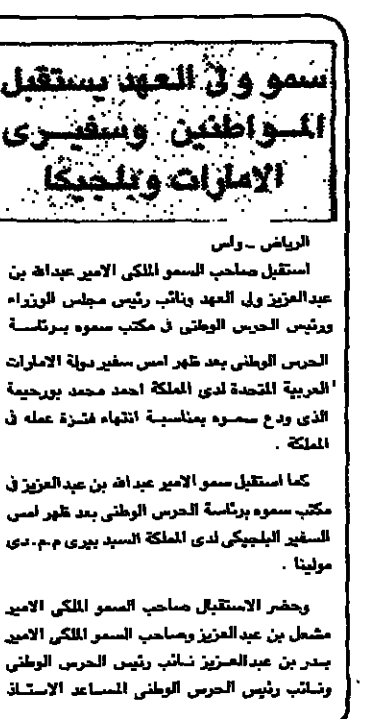 سمو ولي العهد يستقبل
المـواطنين وسفيـرى
الامارات وبلجيكا
الرياض ـ واس
استقبل صاحب السمو الملكى الامير عبدالله بن
عبدالعزيز ولى العهد ونائب رئيس مجلس الوزراء
ورئيس الحرس الوطنى فى مكتب سموه برئاسة
الحرس الوطنى بعد ظهر امس سفير دولة الامارات
العربية المتحدة لدى المملكة احمد محمد بورحيمة
الذى ودع سموه بمناسبة انتهاء فترة عمله فى
المملكة .
كما استقبل سمو الامير عبدالله بن عبدالعزيز فى
مكتب سموه برئاسة الحرس الوطنى بعد ظهر امس
السفير البلجيكى لدى المملكة السيد بيرى م.م.دى
مولينا .
وحضر الاستقبال صاحب السمو الملكى الامير
مشعل بن عبدالعزيز وصاحب السمو الملكى الامير
بدر بن عبدالعزيز نائب رئيس الحرس الوطنى
ونائب رئيس الحرس الوطنى المساعد الاستاذ